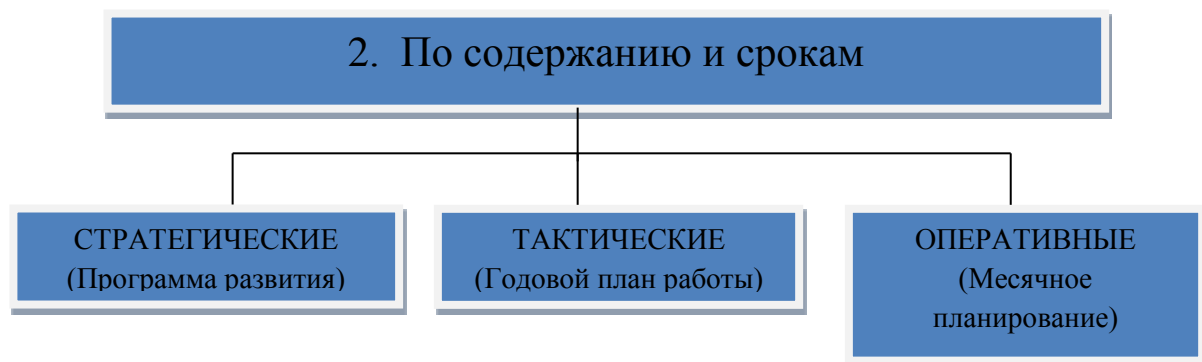 2. По содержанию и срокам
СТРАТЕГИЧЕСКИЕ
(Программа развития)
ТАКТИЧЕСКИЕ
(Годовой план работы)
ОПЕРАТИВНЫЕ
(Месячное
планирование)